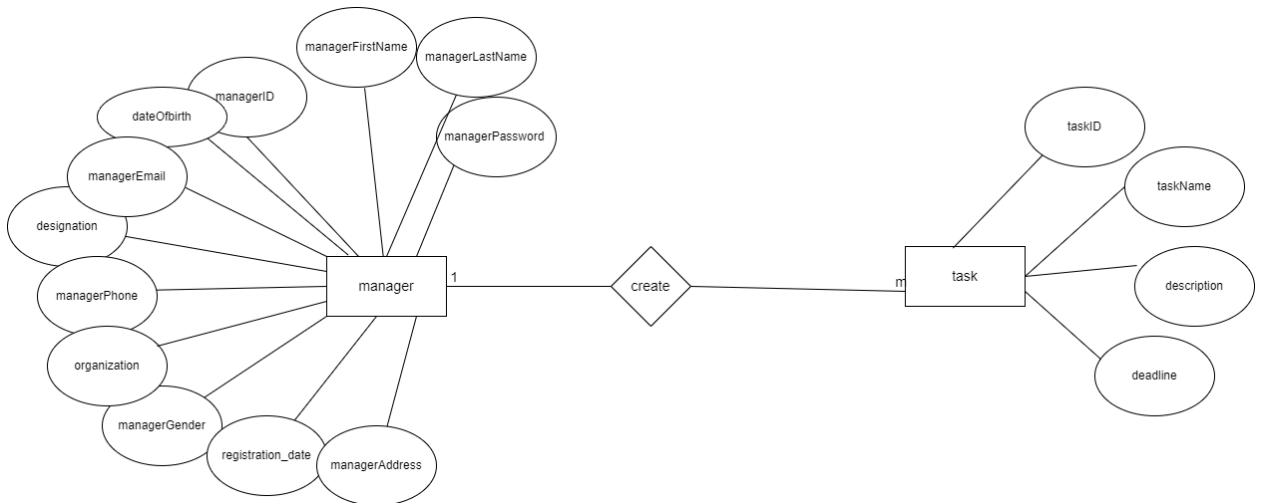 managerFirstName
managerLastName
managerID
dateOfbirth
managerPassword
managerEmail
designation
managerPhone
organization
managerGender
registration_date
managerAddress
manager
1
create
m
task
taskID
taskName
description
deadline